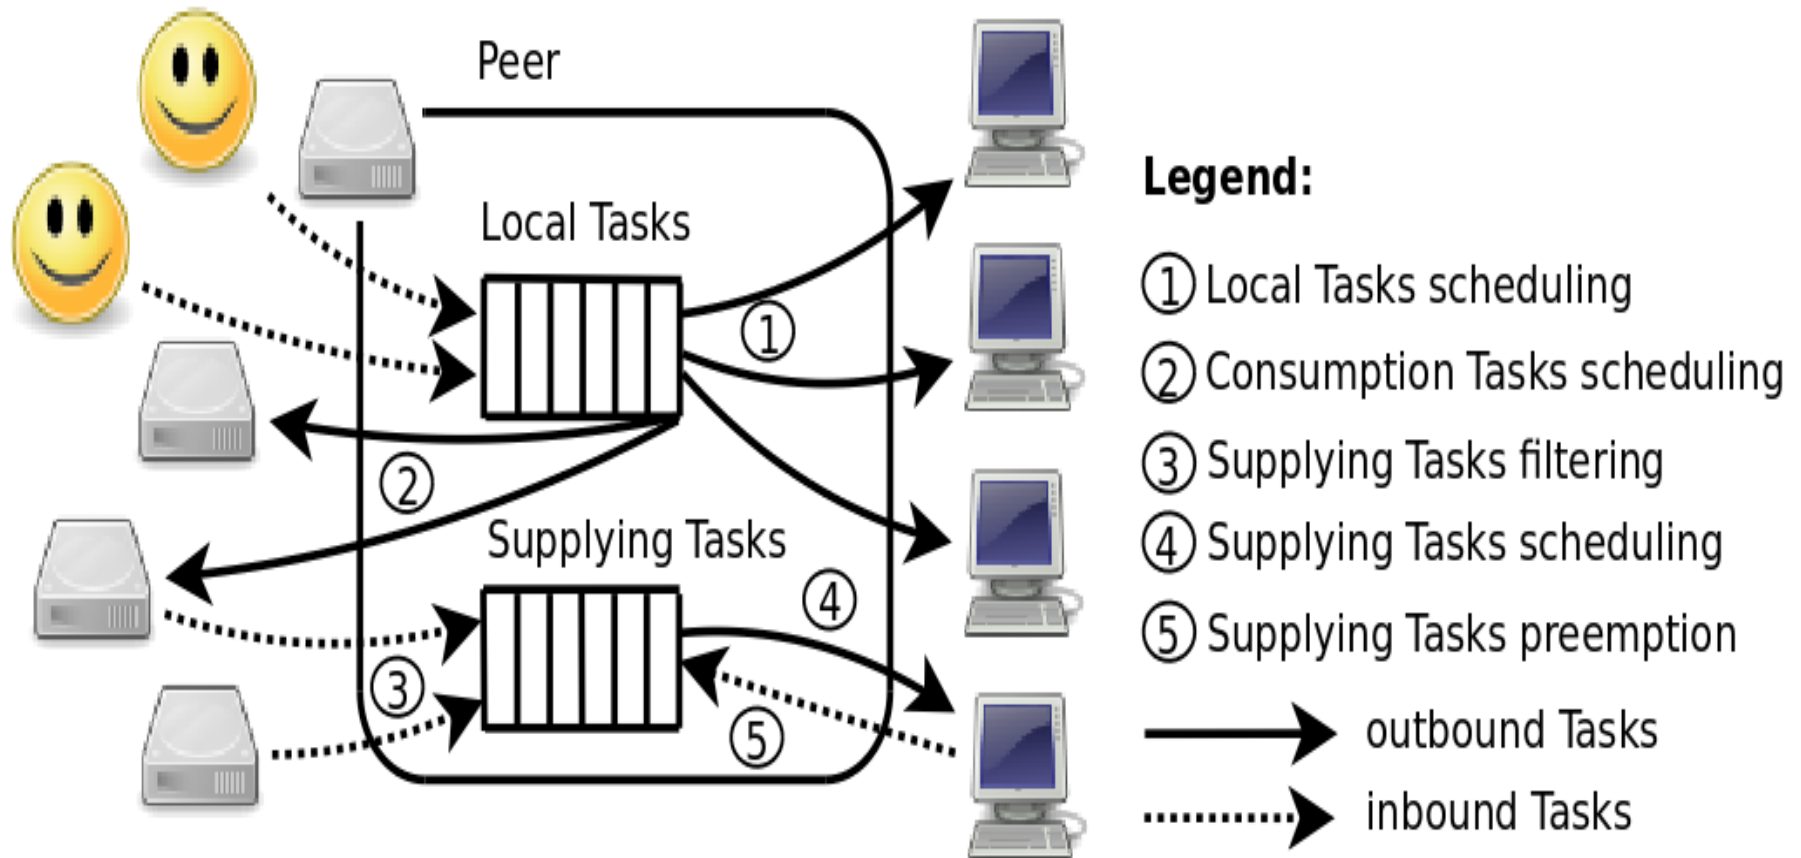 Peer
Local Tasks
①
②
Supplying Tasks
④
③
⑤
Legend:
① Local Tasks scheduling
② Consumption Tasks scheduling
③ Supplying Tasks filtering
④ Supplying Tasks scheduling
⑤ Supplying Tasks preemption
outbound Tasks
inbound Tasks